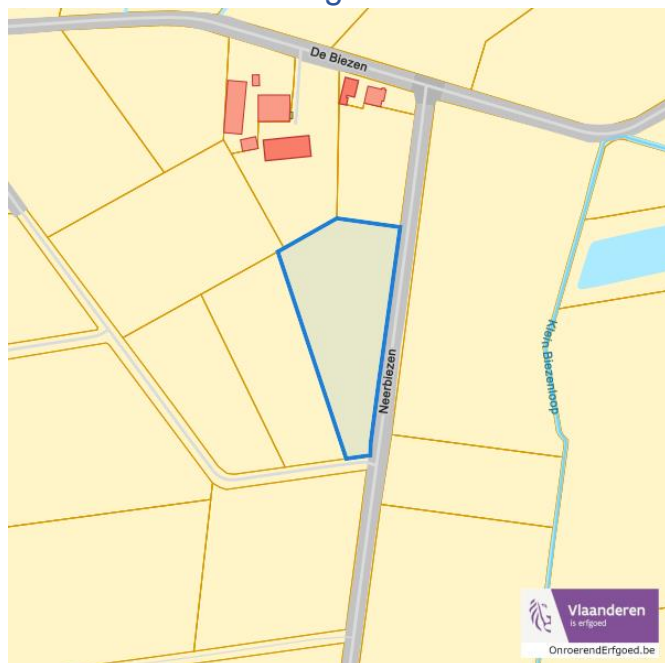 De Biezen
Neerbiezen
Klein Biezenloop
Vlaanderen
is erfgoed
OnroerendErfgoed.be